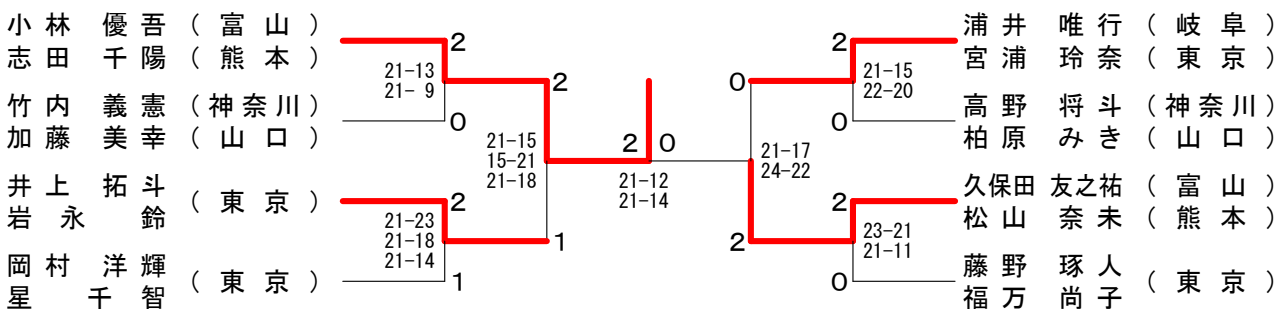 小林 優吾 (富山)
志田 千陽 (熊本)
2
21-13
21- 9
竹内 義憲 (神奈川)
加藤 美幸 (山口)
0
2
21-15
15-21
21-18
1
井上 拓斗
岩永 鈴
(東京)
2
21-23
21-18
21-14
岡村 洋輝
星 千智
(東京)
1
2 0
21-12
21-14
浦井 唯行 (岐阜)
宮浦 玲奈 (東京)
2
21-15
22-20
高野 将斗 (神奈川)
柏原 みき (山口)
0
0
21-17
24-22
2
久保田 友之祐 (富山)
松山 奈未 (熊本)
2
23-21
21-11
藤野 琢人
福万 尚子
(東京)
0